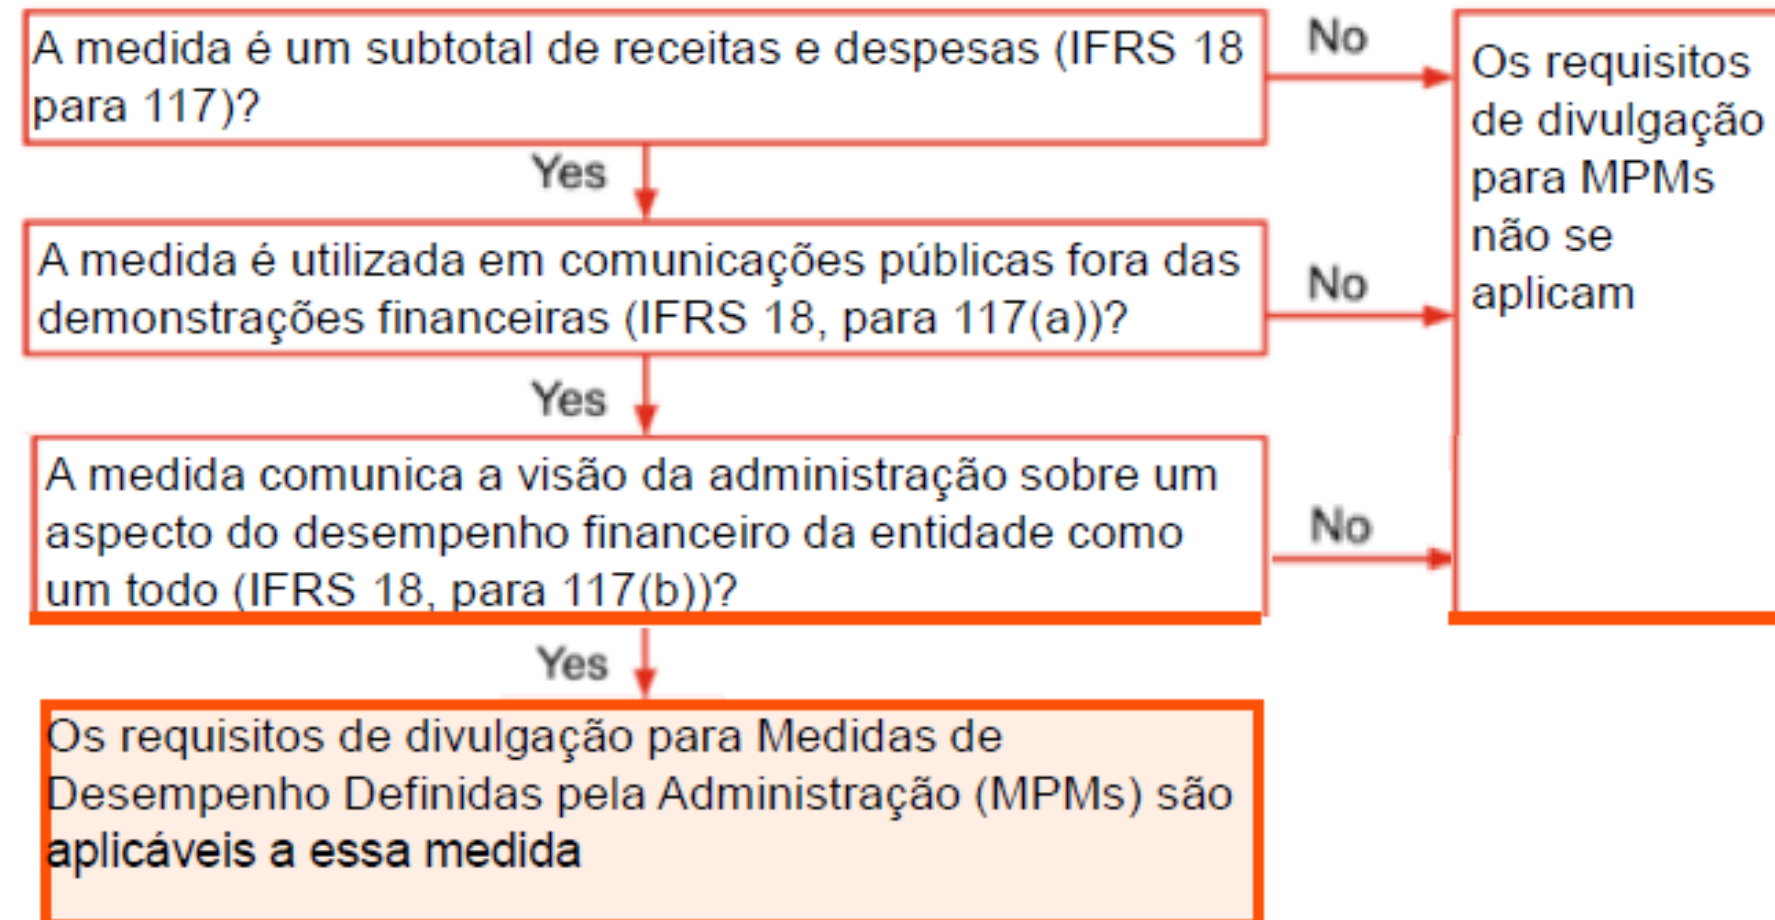 A medida é um subtotal de receitas e despesas (IFRS 18
para 117)?
No
Os requisitos
de divulgação
para MPMs
não se
aplicam
Yes
A medida é utilizada em comunicações públicas fora das
demonstrações financeiras (IFRS 18, para 117(a))?
No
Yes
A medida comunica a visão da administração sobre um
aspecto do desempenho financeiro da entidade como
um todo (IFRS 18, para 117(b))?
No
Yes
Os requisitos de divulgação para Medidas de
Desempenho Definidas pela Administração (MPMs) são
aplicáveis a essa medida